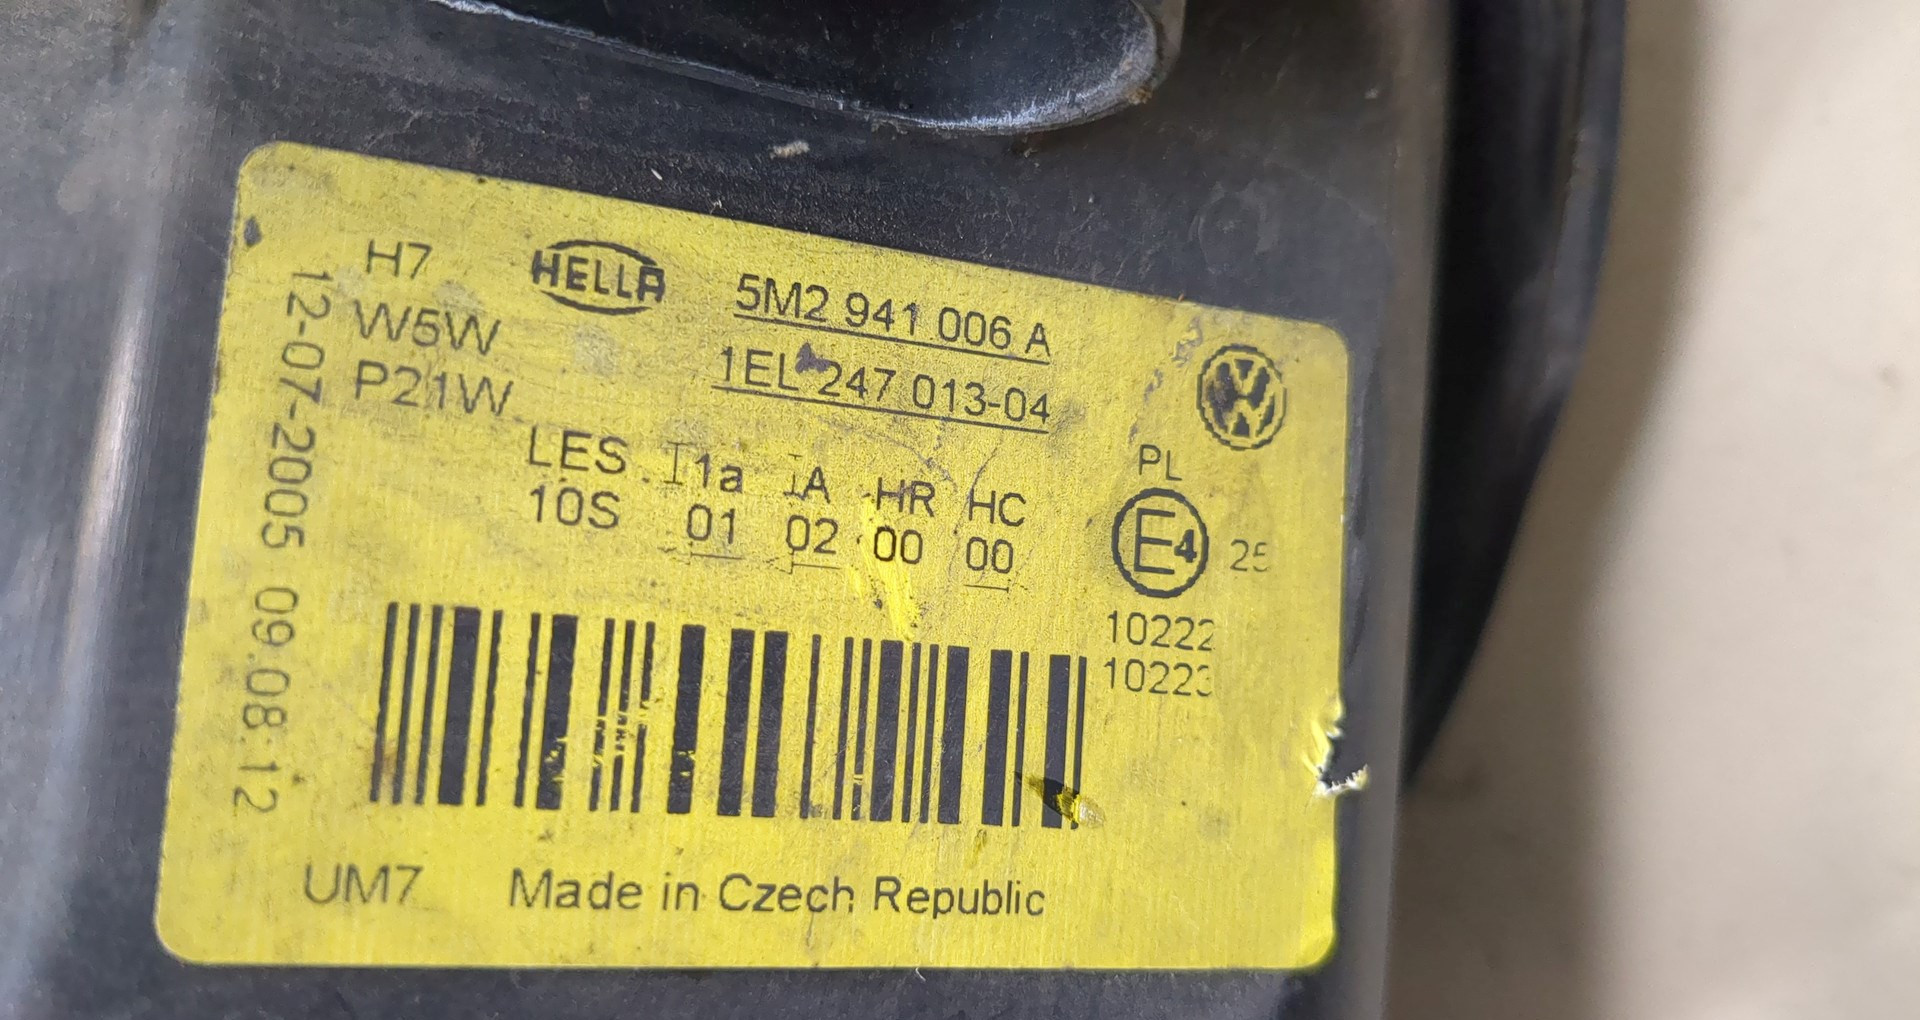 H7
W5W
P21W
HELLA
5M2 941 006 A
1EL 247 013-04
LES I1a IA HR HC
10S 01 02 00 00
PL
E4 25
10222
10223
12-07-2005 09:08:12
UM7 Made in Czech Republic